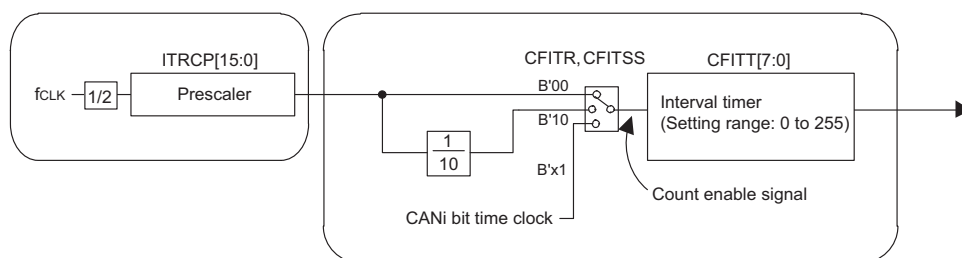 ITRCP[15:0]
fCLK
1/2
Prescaler
CFITR, CFITSS
CFITT[7:0]
B'00
B'10
B'x1
1
10
Interval timer
(Setting range: 0 to 255)
Count enable signal
CANi bit time clock